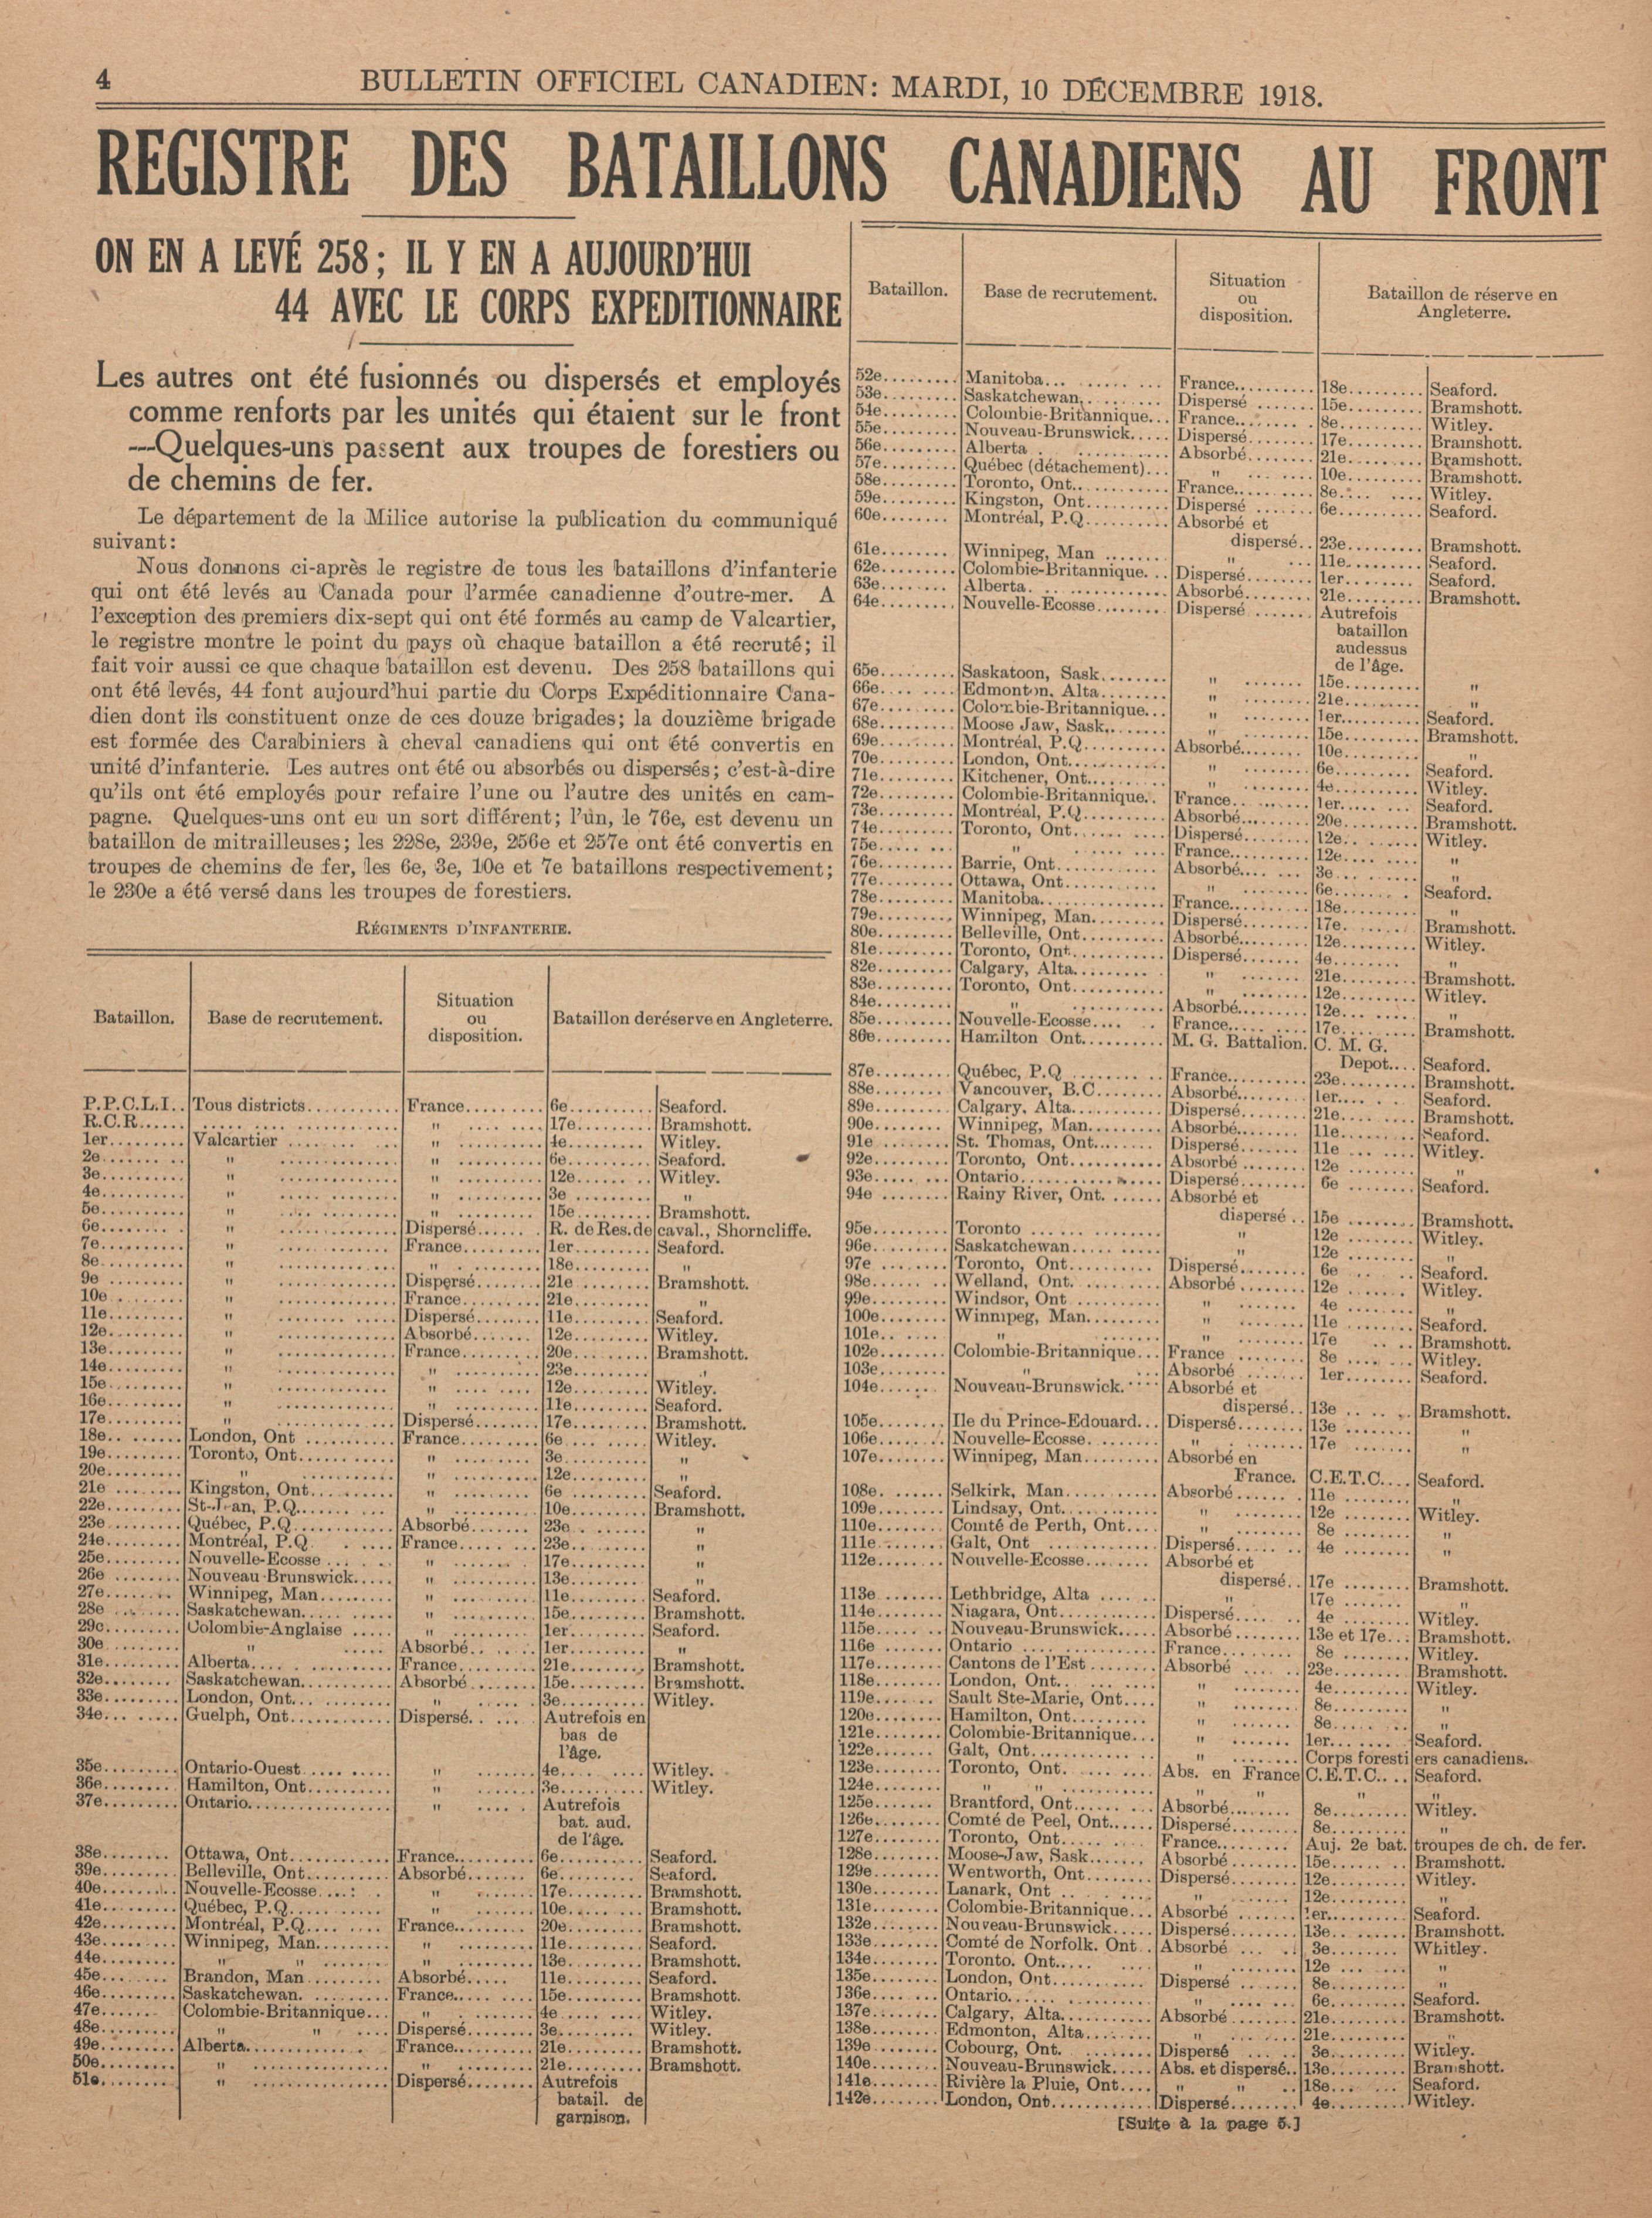 4 BULLETIN OFFICIEL CANADIEN: MARDI, 10 DÉCEMBRE 1918.
REGISTRE DES BATAILLONS CANADIENS AU FRONT
ON EN A LEVÉ 258; IL Y EN A AUJOURD'HUI
44 AVEC LE CORPS EXPEDITIONNAIRE
Les autres ont été fusionnés ou dispersés et employés
comme renforts par les unités qui étaient sur le front
—Quelques-uns passent aux troupes de forestiers ou
de chemins de fer.
Le département de la Milice autorise la publication du communiqué
suivant:
Nous donnons ci-après le registre de tous les bataillons d'infanterie
qui ont été levés au Canada pour l'armée canadienne d'outre-mer. A
l'exception des premiers dix-sept qui ont été formés au camp de Valcartier,
le registre montre le point du pays où chaque bataillon a été recruté; il
fait voir aussi ce que chaque bataillon est devenu. Des 258 bataillons qui
ont été levés, 44 font aujourd'hui partie du Corps Expéditionnaire Cana-
dien dont ils constituent onze de ces douze brigades; la douzième brigade
est formée des Carabiniers à cheval canadiens qui ont été convertis en
unité d'infanterie. Les autres ont été ou absorbés ou dispersés; c'est-à-dire
qu'ils ont été employés pour refaire l'une ou l'autre des unités en cam-
pagne. Quelques-uns ont eu un sort différent; l'un, le 76e, est devenu un
bataillon de mitrailleuses; les 228e, 239e, 256e et 257e ont été convertis en
troupes de chemins de fer, les 6e, 3e, 10e et 7e bataillons respectivement;
le 230e a été versé dans les troupes de forestiers.
RÉGIMENTS D'INFANTERIE.
Bataillon. Base de recrutement. Situation ou disposition. Bataillon deréserve en Angleterre.
P.P.C.L.I. Tous districts France 6e Seaford.
R.C.R. " 17e Bramshott.
1er Valcartier " 4e Witley.
2e " " 6e Seaford.
3e " " 12e Witley.
4e " " 3e "
5e " " 15e Bramshott.
6e " Dispersé R. de Res. de caval., Shorncliffe.
7e " France 1er Seaford.
8e " " 18e "
9e " Dispersé 21e Bramshott.
10e " France 21e "
11e " Dispersé 11e Seaford.
12e " Absorbé 12e Witley.
13e " France 20e Bramshott.
14e " " 23e "
15e " " 12e Witley.
16e " " 11e Seaford.
17e " Dispersé 17e Bramshott.
18e London, Ont France 6e Witley.
19e Toronto, Ont " 3e "
20e " " 12e "
21e Kingston, Ont " 6e Seaford.
22e St-Jean, P.Q. " 10e Bramshott.
23e Québec, P.Q. Absorbé 23e "
24e Montréal, P.Q. France 23e "
25e Nouvelle-Ecosse " 17e "
26e Nouveau-Brunswick " 13e "
27e Winnipeg, Man " 11e Seaford.
28e Saskatchewan " 15e Bramshott.
29e Colombie-Anglaise " 1er Seaford.
30e " Absorbé 1er "
31e Alberta France 21e Bramshott.
32e Saskatchewan Absorbé 15e Bramshott.
33e London, Ont " 3e Witley.
34e Guelph, Ont Dispersé Autrefois en
bas de
l'âge.
35e Ontario-Ouest " 4e Witley.
36e Hamilton, Ont " 3e Witley.
37e Ontario " Autrefois
bat. aud.
de l'âge.
38e Ottawa, Ont France 6e Seaford.
39e Belleville, Ont Absorbé 6e Seaford.
40e Nouvelle-Ecosse " 17e Bramshott.
41e Québec, P.Q. " 10e Bramshott.
42e Montréal, P.Q. France 20e Bramshott.
43e Winnipeg, Man " 11e Seaford.
44e " " " 13e Bramshott.
45e Brandon, Man Absorbé 11e Seaford.
46e Saskatchewan. France 15e Bramshott.
47e Colombie-Britannique " 4e Witley.
48e " " Dispersé 3e Witley.
49e Alberta France 21e Bramshott.
50e " " 21e Bramshott.
51e " Dispersé Autrefois
batail. de
garnison.
Bataillon. Base de recrutement. Situation ou disposition. Bataillon de réserve en Angleterre.
52e Manitoba France 18e Seaford.
53e Saskatchewan Dispersé 15e Bramshott.
54e Colombie-Britannique France 8e Witley.
55e Nouveau-Brunswick Dispersé 17e Bramshott.
56e Alberta Absorbé 21e Bramshott.
57e Québec (détachement) " 10e Bramshott.
58e Toronto, Ont. France 8e Witley.
59e Kingston, Ont Dispersé 6e Seaford.
60e Montréal, P.Q. Absorbé et
dispersé 23e Bramshott.
61e Winnipeg, Man " 11e Seaford.
62e Colombie-Britannique Dispersé 1er Seaford.
63e Alberta Absorbé 21e Bramshott.
64e Nouvelle-Ecosse Dispersé Autrefois
bataillon
audessus
de l'âge.
65e Saskatoon, Sask " 15e "
66e Edmonton, Alta " 21e "
67e Colombie-Britannique " 1er Seaford.
68e Moose Jaw, Sask " 15e Bramshott.
69e Montréal, P.Q. Absorbé 10e "
70e London, Ont " 6e Seaford.
71e Kitchener, Ont " 4e Witley.
72e Colombie-Britannique France 1er Seaford.
73e Montréal, P.Q. Absorbé 20e Bramshott.
74e Toronto, Ont Dispersé 12e Witley.
75e " France 12e "
76e Barrie, Ont Absorbé 3e "
77e Ottawa, Ont " 6e Seaford.
78e Manitoba France 18e "
79e Winnipeg, Man Dispersé 17e Bramshott.
80e Belleville, Ont Absorbé 12e Witley.
81e Toronto, Ont Dispersé 4e "
82e Calgary, Alta " 21e Bramshott.
83e Toronto, Ont " 12e Witley.
84e " Absorbé 12e "
85e Nouvelle-Ecosse France 17e Bramshott.
86e Hamilton Ont M. G. Battalion. C. M. G.
Depot Seaford.
87e Québec, P.Q France 23e Bramshott.
88e Vancouver, B.C. Absorbé 1er Seaford.
89e Calgary, Alta Dispersé 21e Bramshott.
90e Winnipeg, Man Absorbé 11e Seaford.
91e St. Thomas, Ont Dispersé 11e Witley.
92e Toronto, Ont Absorbé 12e "
93e Ontario Dispersé 6e Seaford.
94e Rainy River, Ont. Absorbé et
dispersé 15e Bramshott.
95e Toronto " 12e Witley.
96e Saskatchewan " 12e "
97e Toronto, Ont Dispersé 6e Seaford.
98e Welland, Ont. Absorbé 12e Witley.
99e Windsor, Ont " 4e "
100e Winnipeg, Man " 11e Seaford.
101e " " 17e Bramshott.
102e Colombie-Britannique France 8e Witley.
103e " Absorbé 1er Seaford.
104e Nouveau-Brunswick. Absorbé et
dispersé 13e Bramshott.
105e Ile du Prince-Edouard Dispersé 13e "
106e Nouvelle-Ecosse " 17e "
107e Winnipeg, Man Absorbé en
France. C.E.T.C. Seaford.
108e Selkirk, Man Absorbé 11e "
109e Lindsay, Ont " 12e Witley.
110e Comté de Perth, Ont " 8e "
111e Galt, Ont Dispersé 4e "
112e Nouvelle-Ecosse Absorbé et
dispersé 17e Bramshott.
113e Lethbridge, Alta " 17e "
114e Niagara, Ont Dispersé 4e Witley.
115e Nouveau-Brunswick Absorbé 13e et 17e Bramshott.
116e Ontario France 8e Witley.
117e Cantons de l'Est Absorbé 23e Bramshott.
118e London, Ont " 4e Witley.
119e Sault Ste-Marie, Ont " 8e "
120e Hamilton, Ont " 8e "
121e Colombie-Britannique " 1er Seaford.
122e Galt, Ont " Corps forestiers canadiens.
123e Toronto, Ont Abs. en France C.E.T.C. Seaford.
124e " " " " " "
125e Brantford, Ont Absorbé 8e Witley.
126e Comté de Peel, Ont Dispersé 8e "
127e Toronto, Ont France Auj. 2e bat. troupes de ch. de fer.
128e Moose-Jaw, Sask Absorbé 15e Bramshott.
129e Wentworth, Ont Dispersé 12e Witley.
130e Lanark, Ont " 12e "
131e Colombie-Britannique Absorbé 1er Seaford.
132e Nouveau-Brunswick Dispersé 13e Bramshott.
133e Comté de Norfolk. Ont Absorbé 3e Whitley.
134e Toronto. Ont " 12e "
135e London, Ont Dispersé 8e "
136e Ontario " 6e Seaford.
137e Calgary, Alta Absorbé 21e Bramshott.
138e Edmonton, Alta " 21e "
139e Cobourg, Ont. Dispersé 3e Witley.
140e Nouveau-Brunswick Abs. et dispersé 13e Bramshott.
141e Rivière la Pluie, Ont " " 18e Seaford.
142e London, Ont Dispersé 4e Witley.
[Suite à la page 5.]